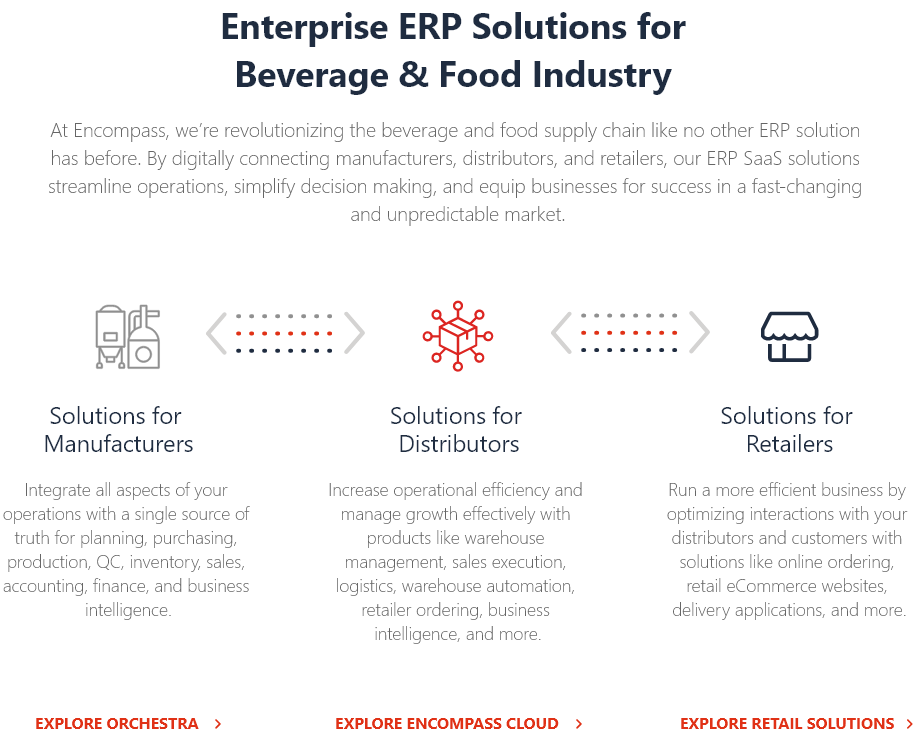 Enterprise ERP Solutions for
Beverage & Food Industry
At Encompass, we’re revolutionizing the beverage and food supply chain like no other ERP solution
has before. By digitally connecting manufacturers, distributors, and retailers, our ERP SaaS solutions
streamline operations, simplify decision making, and equip businesses for success in a fast-changing
and unpredictable market.
Solutions for
Manufacturers
Integrate all aspects of your
operations with a single source of
truth for planning, purchasing,
production, QC, inventory, sales,
accounting, finance, and business
intelligence.
EXPLORE ORCHESTRA
Solutions for
Distributors
Increase operational efficiency and
manage growth effectively with
products like warehouse
management, sales execution,
logistics, warehouse automation,
retailer ordering, business
intelligence, and more.
EXPLORE ENCOMPASS CLOUD
Solutions for
Retailers
Run a more efficient business by
optimizing interactions with your
distributors and customers with
solutions like online ordering,
retail eCommerce websites,
delivery applications, and more.
EXPLORE RETAIL SOLUTIONS